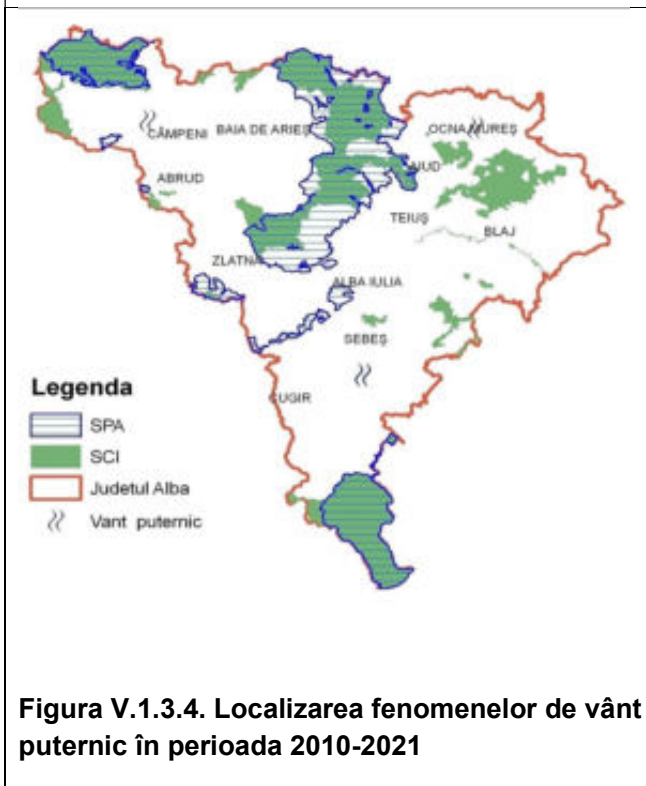 CÂMPENI
BAIA DE ARIEȘ
OCNA MUREȘ
AIUD
ABRUD
TEIUȘ
BLAJ
ZLATNA
ALBA IULIA
SEBEȘ
CUGIR
Legenda
SPA
SCI
Judetul Alba
Vant puternic
Figura V.1.3.4. Localizarea fenomenelor de vânt
puternic în perioada 2010-2021